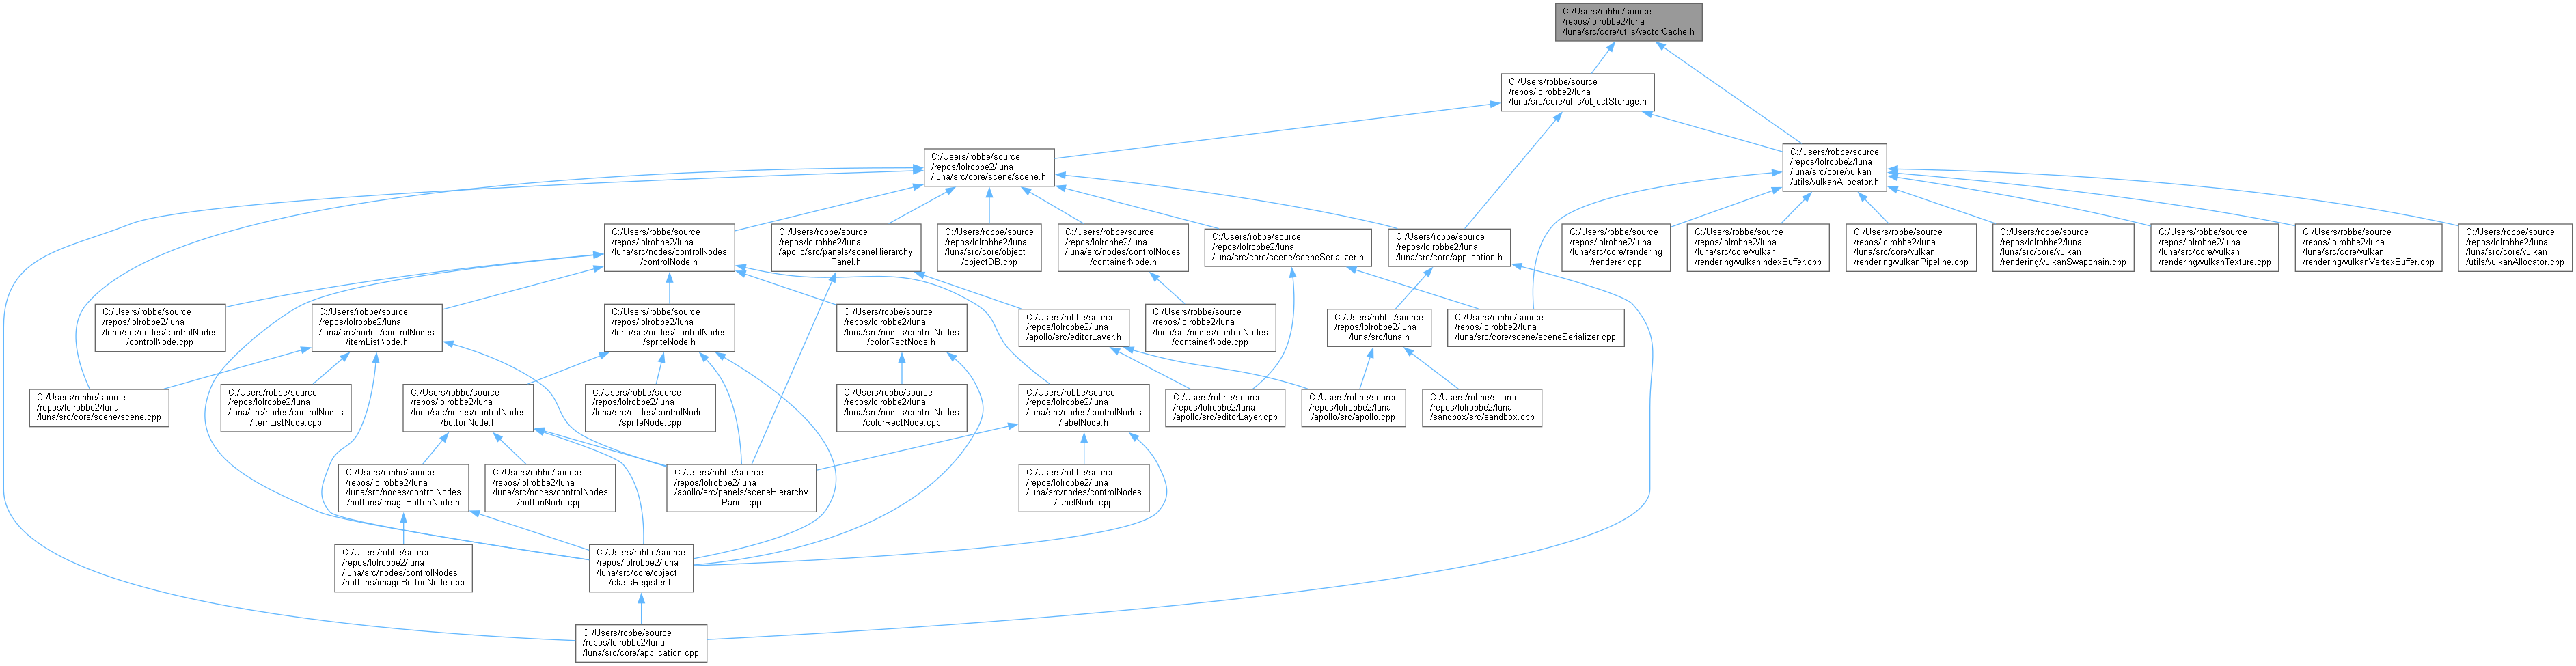 C:/Users/robbe/source
/repos/lolrobbe2/luna
/luna/src/core/utils/vectorCache.h
C:/Users/robbe/source
/repos/lolrobbe2/luna
/luna/src/core/utils/objectStorage.h
C:/Users/robbe/source
/repos/lolrobbe2/luna
/luna/src/core/scene/scene.h
C:/Users/robbe/source
/repos/lolrobbe2/luna
/luna/src/core/vulkan
/utils/vulkanAllocator.h
C:/Users/robbe/source
/repos/lolrobbe2/luna
/luna/src/nodes/controlNodes
/controlNode.h
C:/Users/robbe/source
/repos/lolrobbe2/luna
/apollo/src/panels/sceneHierarchy
Panel.h
C:/Users/robbe/source
/repos/lolrobbe2/luna
/luna/src/core/object
/objectDB.cpp
C:/Users/robbe/source
/repos/lolrobbe2/luna
/luna/src/nodes/controlNodes
/containerNode.h
C:/Users/robbe/source
/repos/lolrobbe2/luna
/luna/src/core/scene/sceneSerializer.h
C:/Users/robbe/source
/repos/lolrobbe2/luna
/luna/src/core/application.h
C:/Users/robbe/source
/repos/lolrobbe2/luna
/luna/src/core/rendering
/renderer.cpp
C:/Users/robbe/source
/repos/lolrobbe2/luna
/luna/src/core/vulkan
/rendering/vulkanIndexBuffer.cpp
C:/Users/robbe/source
/repos/lolrobbe2/luna
/luna/src/core/vulkan
/rendering/vulkanPipeline.cpp
C:/Users/robbe/source
/repos/lolrobbe2/luna
/luna/src/core/vulkan
/rendering/vulkanSwapchain.cpp
C:/Users/robbe/source
/repos/lolrobbe2/luna
/luna/src/core/vulkan
/rendering/vulkanTexture.cpp
C:/Users/robbe/source
/repos/lolrobbe2/luna
/luna/src/core/vulkan
/rendering/vulkanVertexBuffer.cpp
C:/Users/robbe/source
/repos/lolrobbe2/luna
/luna/src/core/vulkan
/utils/vulkanAllocator.cpp
C:/Users/robbe/source
/repos/lolrobbe2/luna
/luna/src/nodes/controlNodes
/controlNode.cpp
C:/Users/robbe/source
/repos/lolrobbe2/luna
/luna/src/nodes/controlNodes
/itemListNode.h
C:/Users/robbe/source
/repos/lolrobbe2/luna
/luna/src/nodes/controlNodes
/spriteNode.h
C:/Users/robbe/source
/repos/lolrobbe2/luna
/luna/src/nodes/controlNodes
/colorRectNode.h
C:/Users/robbe/source
/repos/lolrobbe2/luna
/apollo/src/editorLayer.h
C:/Users/robbe/source
/repos/lolrobbe2/luna
/luna/src/nodes/controlNodes
/containerNode.cpp
C:/Users/robbe/source
/repos/lolrobbe2/luna
/luna/src/luna.h
C:/Users/robbe/source
/repos/lolrobbe2/luna
/luna/src/core/scene/sceneSerializer.cpp
C:/Users/robbe/source
/repos/lolrobbe2/luna
/luna/src/core/scene/scene.cpp
C:/Users/robbe/source
/repos/lolrobbe2/luna
/luna/src/nodes/controlNodes
/itemListNode.cpp
C:/Users/robbe/source
/repos/lolrobbe2/luna
/luna/src/nodes/controlNodes
/buttonNode.h
C:/Users/robbe/source
/repos/lolrobbe2/luna
/luna/src/nodes/controlNodes
/spriteNode.cpp
C:/Users/robbe/source
/repos/lolrobbe2/luna
/luna/src/nodes/controlNodes
/colorRectNode.cpp
C:/Users/robbe/source
/repos/lolrobbe2/luna
/luna/src/nodes/controlNodes
/labelNode.h
C:/Users/robbe/source
/repos/lolrobbe2/luna
/apollo/src/editorLayer.cpp
C:/Users/robbe/source
/repos/lolrobbe2/luna
/apollo/src/apollo.cpp
C:/Users/robbe/source
/repos/lolrobbe2/luna
/sandbox/src/sandbox.cpp
C:/Users/robbe/source
/repos/lolrobbe2/luna
/luna/src/nodes/controlNodes
/buttons/imageButtonNode.h
C:/Users/robbe/source
/repos/lolrobbe2/luna
/luna/src/nodes/controlNodes
/buttonNode.cpp
C:/Users/robbe/source
/repos/lolrobbe2/luna
/apollo/src/panels/sceneHierarchy
Panel.cpp
C:/Users/robbe/source
/repos/lolrobbe2/luna
/luna/src/nodes/controlNodes
/labelNode.cpp
C:/Users/robbe/source
/repos/lolrobbe2/luna
/luna/src/nodes/controlNodes
/buttons/imageButtonNode.cpp
C:/Users/robbe/source
/repos/lolrobbe2/luna
/luna/src/core/object
/classRegister.h
C:/Users/robbe/source
/repos/lolrobbe2/luna
/luna/src/core/application.cpp